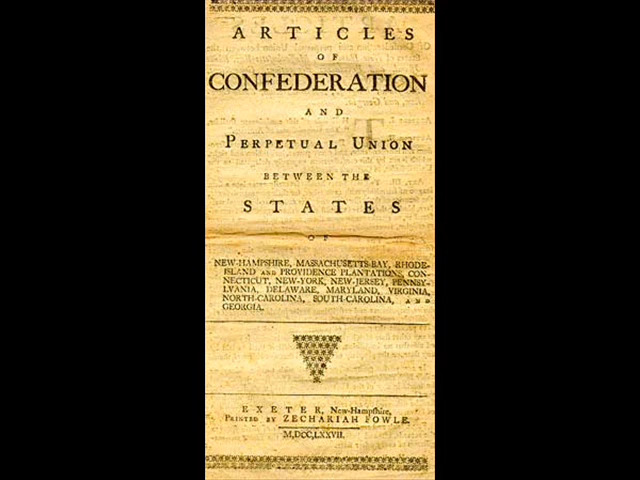 ARTICLES
OF
CONFEDERATION
AND
PERPETUAL UNION
BETWEEN THE
STATES
OF
NEW-HAMPSHIRE, MASSACHUSETTS-BAY, RHODE-
ISLAND AND PROVIDENCE PLANTATIONS, CON-
NECTICUT, NEW-YORK, NEW-JERSEY, PENNSY-
LVANIA, DELAWARE, MARYLAND, VIRGINIA,
NORTH-CAROLINA, SOUTH-CAROLINA, AND
GEORGIA.
EXETER, New-Hampshire,
PRINTED BY ZECHARIAH FOWLE.
M,DCC,LXXVII.